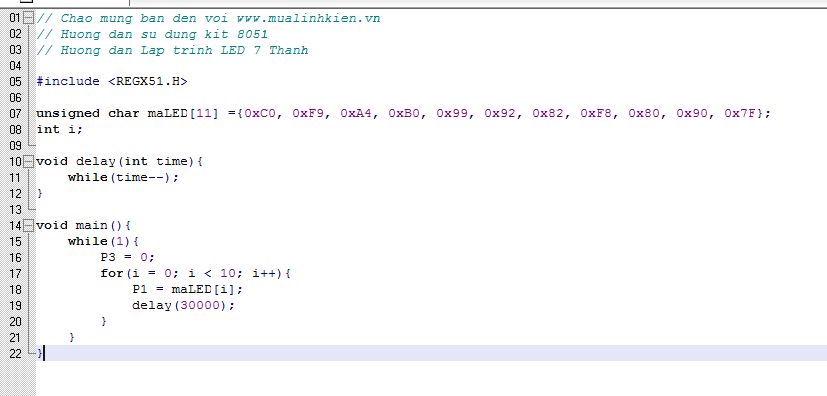 01 // Chao mung ban den voi www.mualinhkien.vn
02 // Huong dan su dung kit 8051
03 // Huong dan Lap trinh LED 7 Thanh
04
05 #include <REGX51.H>
06
07 unsigned char maLED[11] ={0xC0, 0xF9, 0xA4, 0xB0, 0x99, 0x92, 0x82, 0xF8, 0x80, 0x90, 0x7F};
08 int i;
09
10 void delay(int time){
11     while(time--);
12 }
13
14 void main(){
15     while(1){
16         P3 = 0;
17         for(i = 0; i < 10; i++){
18             P1 = maLED[i];
19             delay(30000);
20         }
21     }
22 }